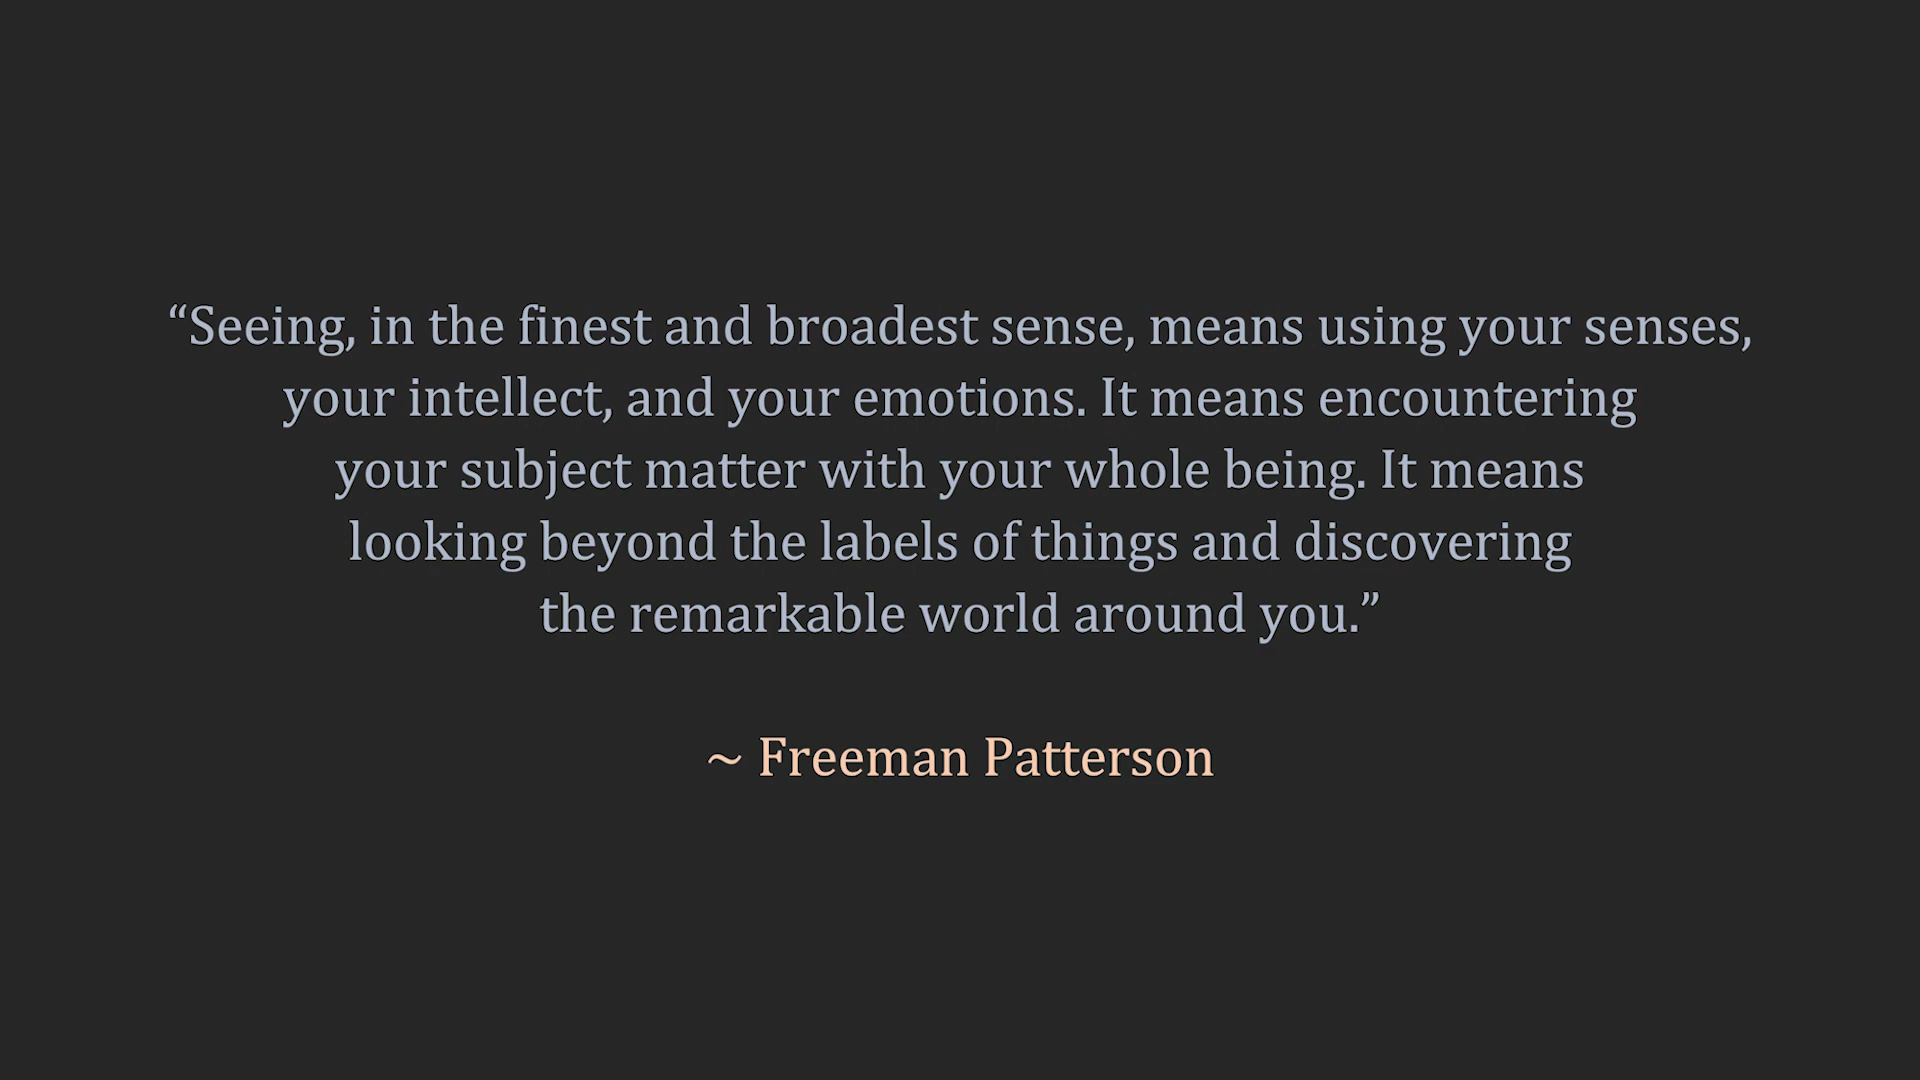 “Seeing, in the finest and broadest sense, means using your senses,
your intellect, and your emotions. It means encountering
your subject matter with your whole being. It means
looking beyond the labels of things and discovering
the remarkable world around you.”
~ Freeman Patterson